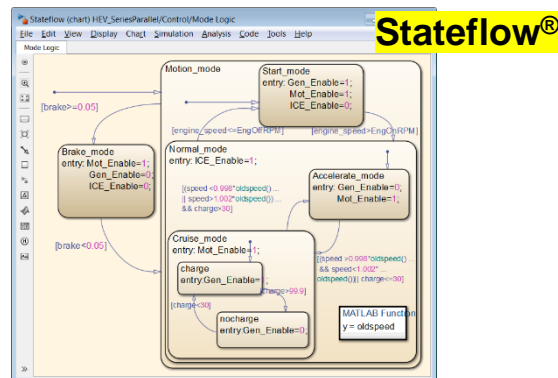 Stateflow (chart) HEV_SeriesParallel/Control/Mode Logic
Stateflow®
File Edit View Display Chart Simulation Analysis Code Tools Help
Mode Logic
Motion_mode
Start_mode
entry: Gen_Enable=1;
Mot_Enable=1;
ICE_Enable=0;
[brake>=0.05]
[engine_speed<=EngOffRPM]
[engine_speed>EngOnRPM]
Brake_mode
entry: Mot_Enable=1;
Gen_Enable=0;
ICE_Enable=0;
Normal_mode
entry: ICE_Enable=1;
Accelerate_mode
entry: Gen_Enable=0;
Mot_Enable=1;
[(speed <0.998*oldspeed() ...
|| speed>1.002*oldspeed()) ...
&& charge>30]
Cruise_mode
entry: Mot_Enable=1;
[brake<0.05]
[(speed >0.998*oldspeed() ...
&& speed<1.002* ...
oldspeed())|| charge<=30]
charge
entry:Gen_Enable=1;
[charge>99.9]
[charge<30]
nocharge
entry:Gen_Enable=0;
MATLAB Function
y = oldspeed